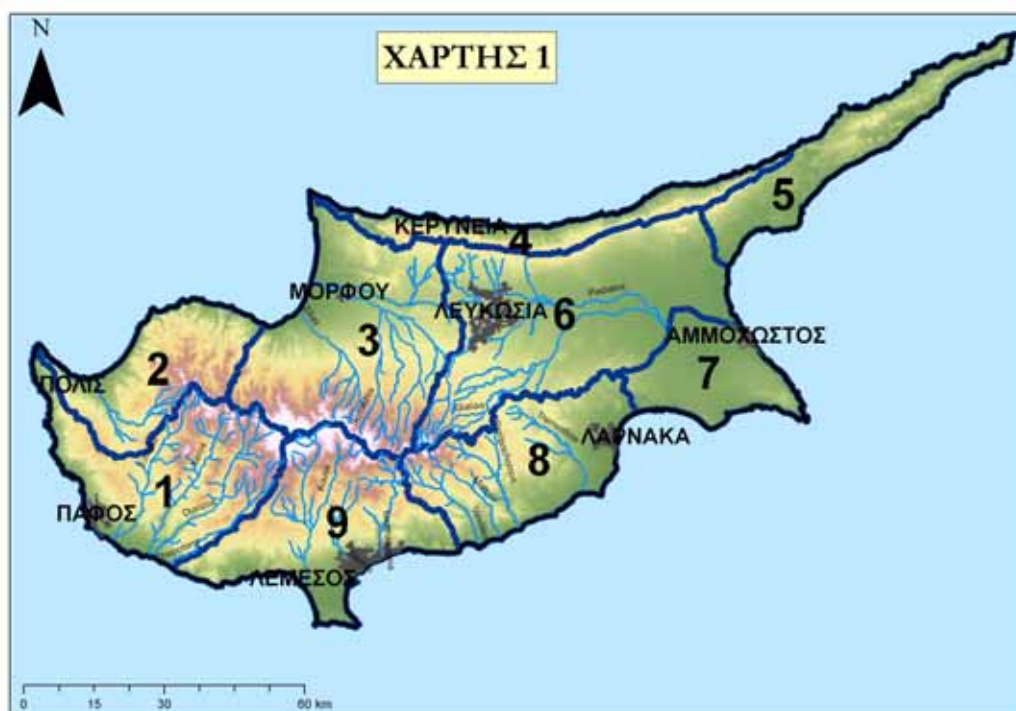 N
ΧΑΡΤΗΣ 1
5
ΚΕΡΥΝΕΙΑ
4
ΜΟΡΦΟΥ
ΛΕΥΚΩΣΙΑ
6
3
ΑΜΜΟΧΩΣΤΟΣ
2
ΠΟΛΙΣ
7
ΛΑΡΝΑΚΑ
8
1
ΠΑΦΟΣ
9
ΛΕΜΕΣΟΣ
0 15 30 60 km